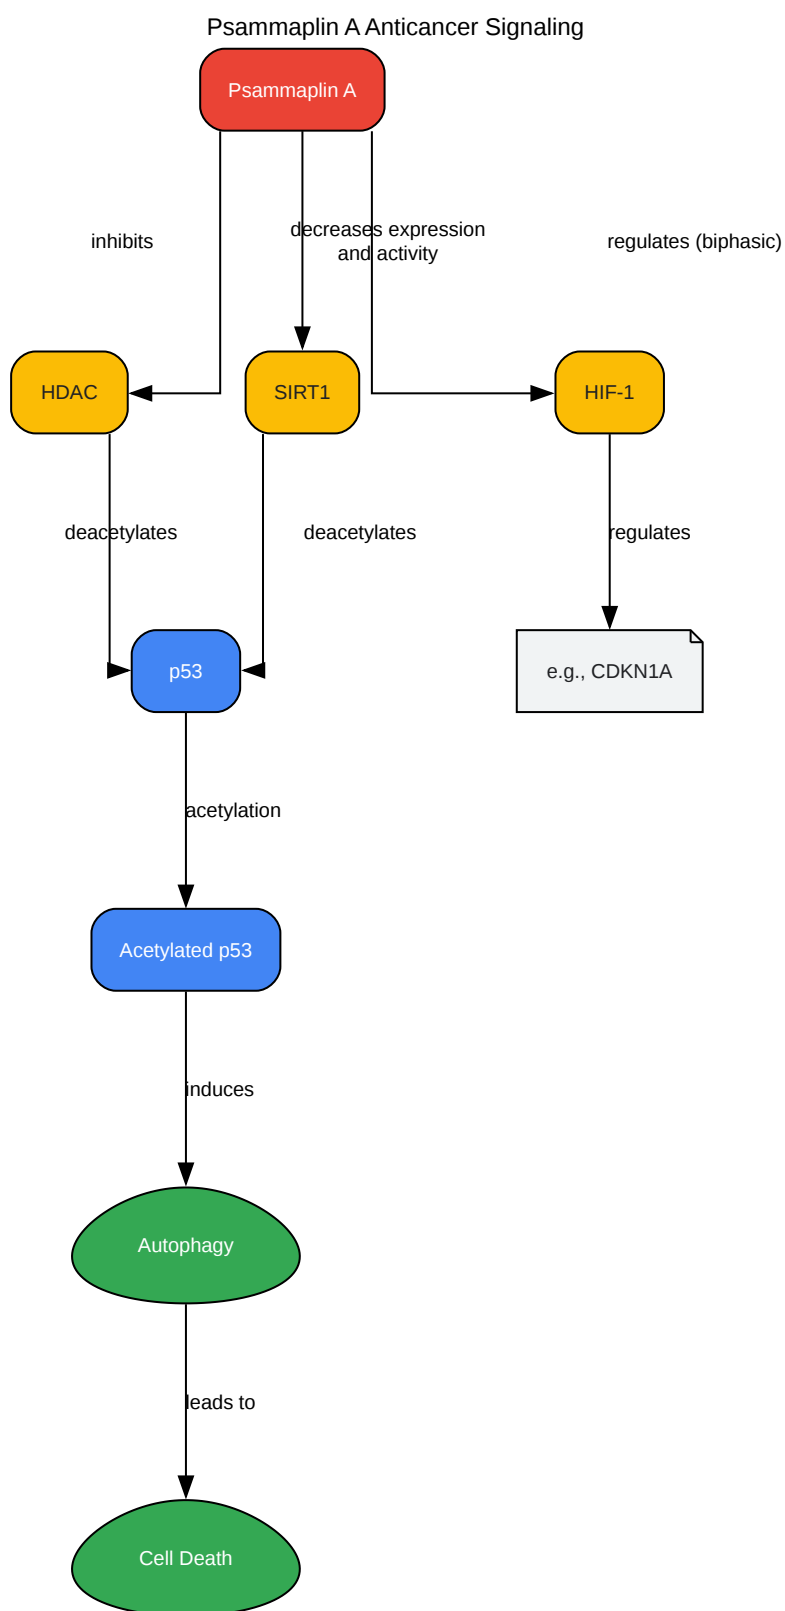 Psammaplin A Anticancer Signaling
Psammaplin A
inhibits
decreases expression
and activity
regulates (biphasic)
HDAC
SIRT1
HIF-1
deacetylates
deacetylates
regulates
p53
e.g., CDKN1A
acetylation
Acetylated p53
induces
Autophagy
leads to
Cell Death